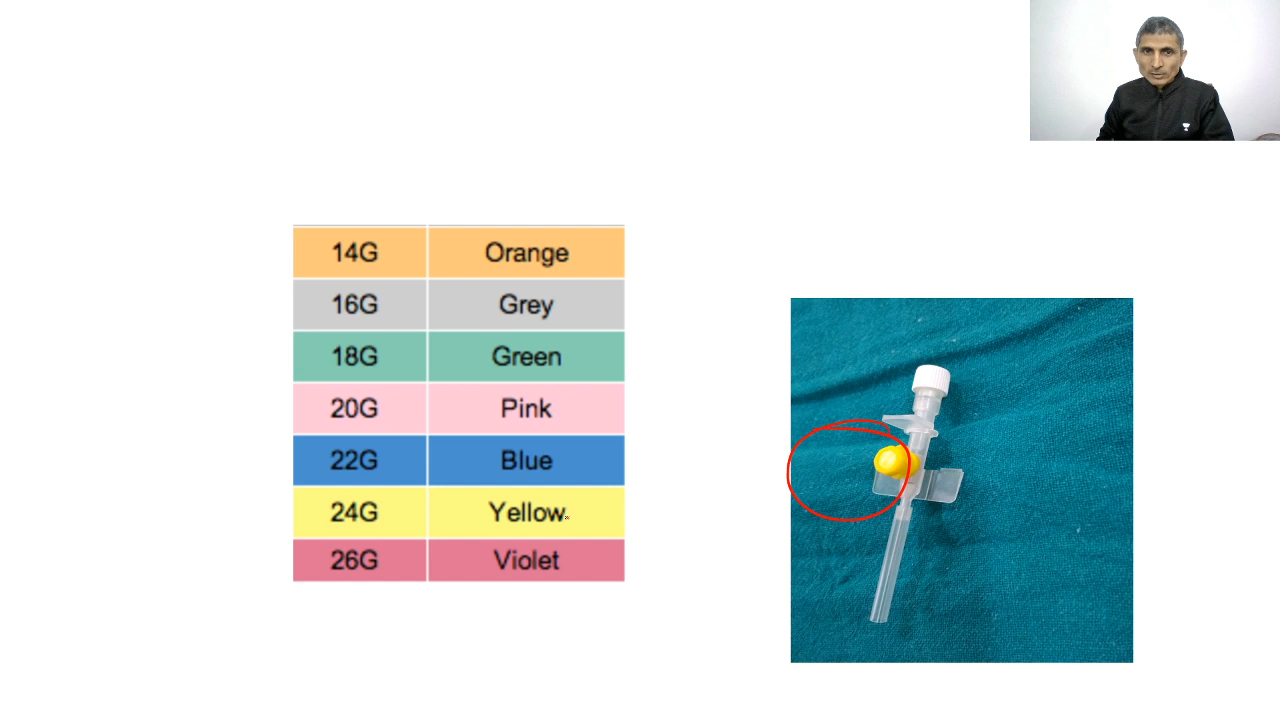 14G Orange
16G Grey
18G Green
20G Pink
22G Blue
24G Yellow
26G Violet